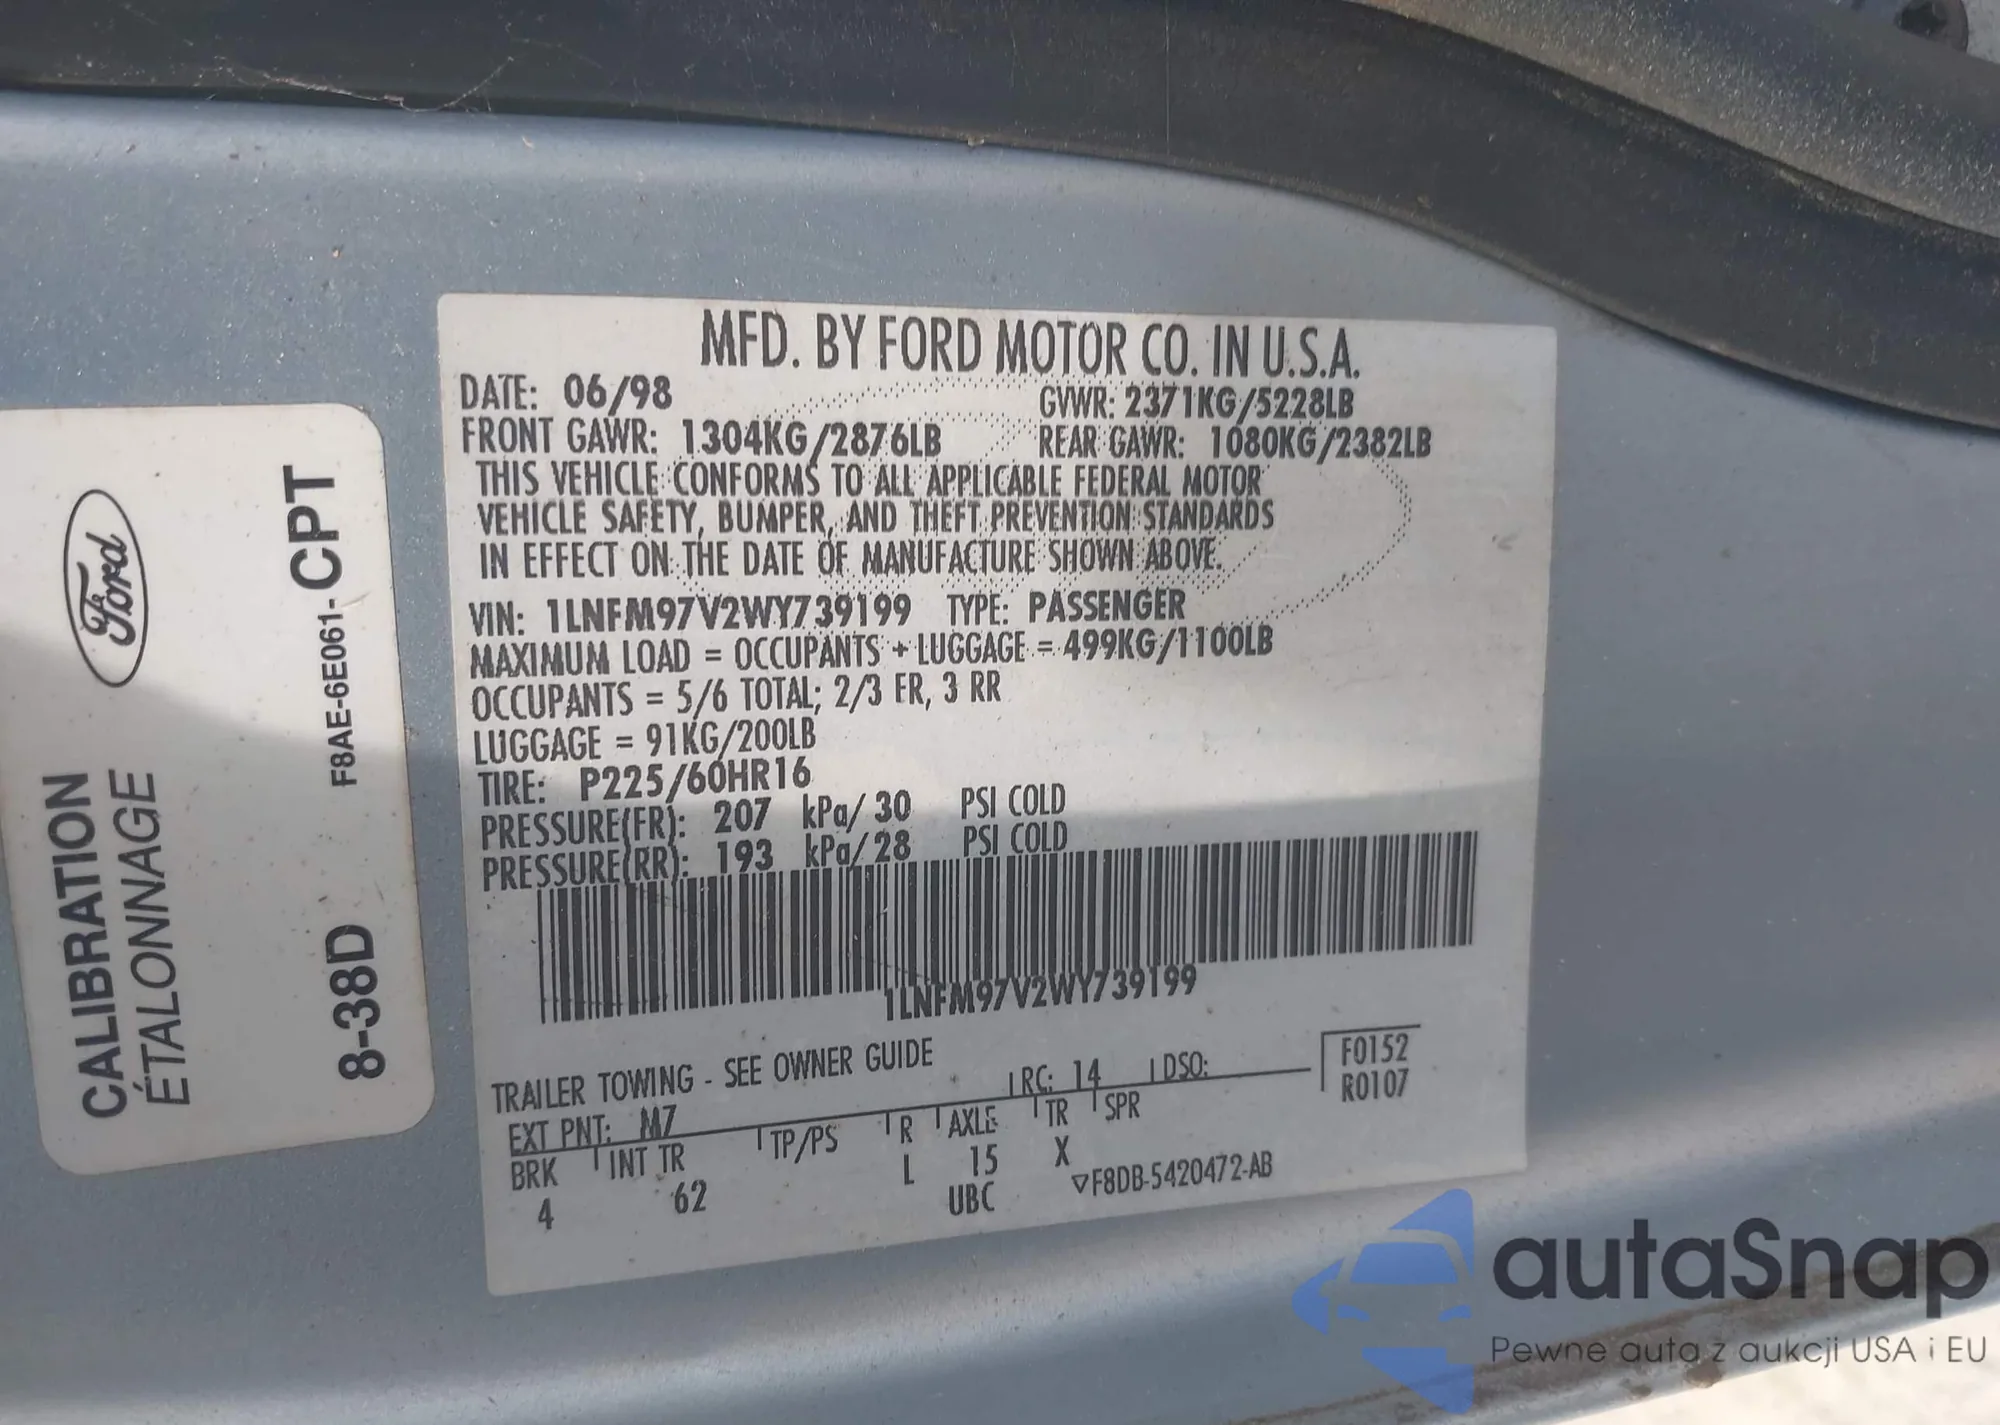 Ford
CALIBRATION
ÉTALONNAGE
F8AE-6E061-CPT
8-38D
MFD. BY FORD MOTOR CO. IN U.S.A.
DATE: 06/98 GVWR: 2371KG/5228LB
FRONT GAWR: 1304KG/2876LB REAR GAWR: 1080KG/2382LB
THIS VEHICLE CONFORMS TO ALL APPLICABLE FEDERAL MOTOR
VEHICLE SAFETY, BUMPER, AND THEFT PREVENTION STANDARDS
IN EFFECT ON THE DATE OF MANUFACTURE SHOWN ABOVE.
VIN: 1LNFM97V2WY739199 TYPE: PASSENGER
MAXIMUM LOAD = OCCUPANTS + LUGGAGE = 499KG/1100LB
OCCUPANTS = 5/6 TOTAL; 2/3 FR, 3 RR
LUGGAGE = 91KG/200LB
TIRE: P225/60HR16
PRESSURE(FR): 207 kPa/ 30 PSI COLD
PRESSURE(RR): 193 kPa/ 28 PSI COLD
1LNFM97V2WY739199
TRAILER TOWING - SEE OWNER GUIDE
EXT PNT: M7 RC: 14 DSO: F0152
R0107
BRK INT TR TP/PS R AXLE TR SPR
4 62 L 15 X
UBC ▽F8DB-5420472-AB
autaSnap
Pewne auta z aukcji USA i EU